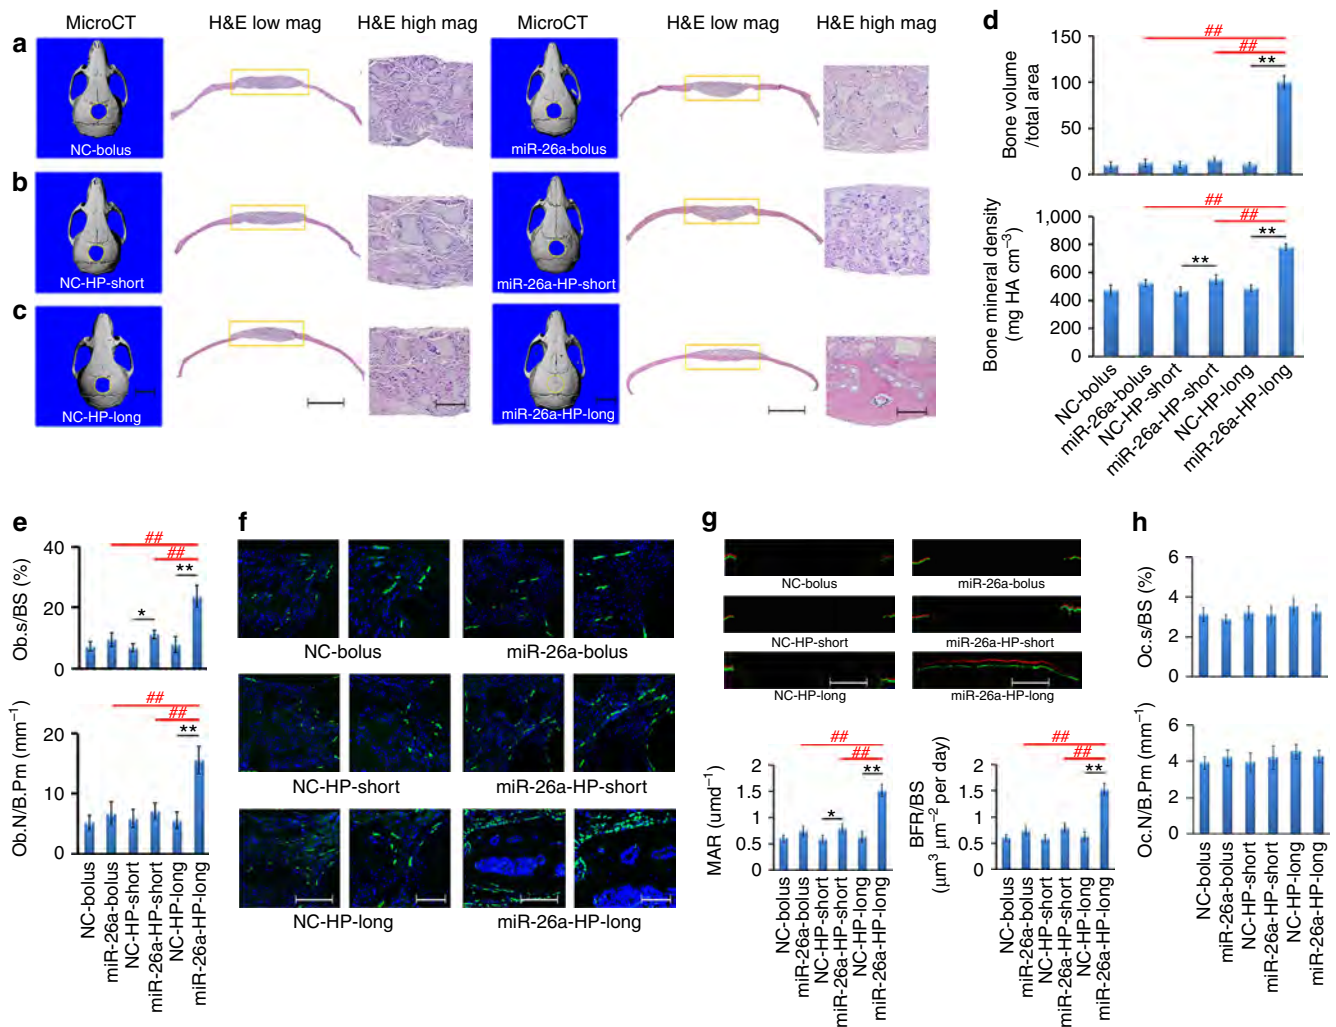 MicroCT H&E low mag H&E high mag MicroCT H&E low mag H&E high mag
a
NC-bolus
miR-26a-bolus
b
NC-HP-short
miR-26a-HP-short
c
NC-HP-long
miR-26a-HP-long
d
Bone volume
/total area
150
100
50
0
##
##
**
Bone mineral density
(mg HA cm⁻³)
1,000
800
600
400
200
0
##
##
**
**
NC-bolus
miR-26a-bolus
NC-HP-short
miR-26a-HP-short
NC-HP-long
miR-26a-HP-long
e
Ob.s/BS (%)
40
20
0
##
##
**
*
Ob.N/B.Pm (mm⁻¹)
20
10
0
##
##
**
NC-bolus
miR-26a-bolus
NC-HP-short
miR-26a-HP-short
NC-HP-long
miR-26a-HP-long
f
NC-bolus
miR-26a-bolus
NC-HP-short
miR-26a-HP-short
NC-HP-long
miR-26a-HP-long
g
NC-bolus
miR-26a-bolus
NC-HP-short
miR-26a-HP-short
NC-HP-long
miR-26a-HP-long
MAR (umd⁻¹)
2
1.5
1
0.5
0
##
##
**
*
NC-bolus
miR-26a-bolus
NC-HP-short
miR-26a-HP-short
NC-HP-long
miR-26a-HP-long
BFR/BS
(μm³ μm⁻² per day)
2
1.5
1
0.5
0
##
##
**
NC-bolus
miR-26a-bolus
NC-HP-short
miR-26a-HP-short
NC-HP-long
miR-26a-HP-long
h
Oc.s/BS (%)
6
4
2
0
Oc.N/B.Pm (mm⁻¹)
6
4
2
0
NC-bolus
miR-26a-bolus
NC-HP-short
miR-26a-HP-short
NC-HP-long
miR-26a-HP-long